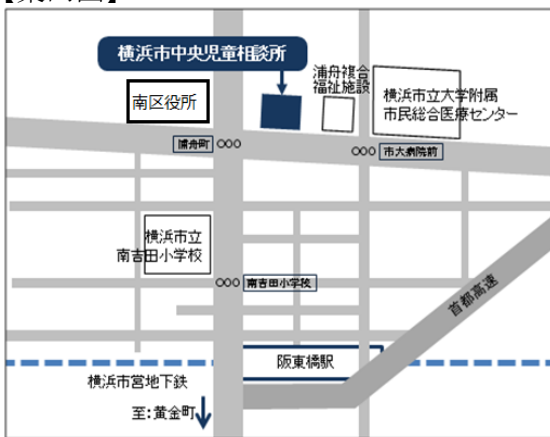 横浜市中央児童相談所
南区役所
浦舟複合
福祉施設
横浜市立大学附属
市民総合医療センター
浦舟町
市大病院前
横浜市立
南吉田小学校
南吉田小学校
首都高速
阪東橋駅
横浜市営地下鉄
至:黄金町